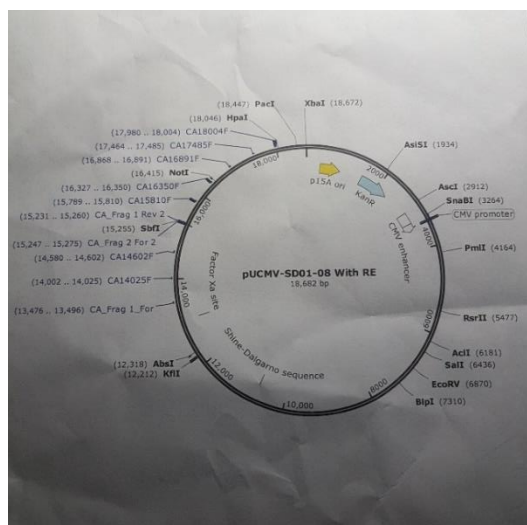 (18,447) PacI
XbaI (18,672)
(18,046) HpaI
(17,980 .. 18,004) CA18004F
(17,464 .. 17,485) CA17485F
(16,868 .. 16,891) CA16891F
(16,415) NotI
(16,327 .. 16,350) CA16350F
(15,789 .. 15,810) CA15810F
(15,231 .. 15,260) CA_Frag 1 Rev 2
(15,255) SbfI
(15,247 .. 15,275) CA_Frag 2 For 2
(14,580 .. 14,602) CA14602F
(14,002 .. 14,025) CA14025F
(13,476 .. 13,496) CA_Frag 1_For
(12,318) AbsI
(12,212) KflI
AsiSI (1934)
AscI (2912)
SnaBI (3264)
CMV promoter
PmlI (4164)
RsrII (5477)
AclI (6181)
SalI (6436)
EcoRV (6870)
BlpI (7310)
18,000
2000
4000
6000
8000
10,000
12,000
14,000
16,000
p15A ori
KanR
CMV enhancer
pUCMV-SD01-08 With RE
18,682 bp
Factor Xa site
Shine-Dalgarno sequence